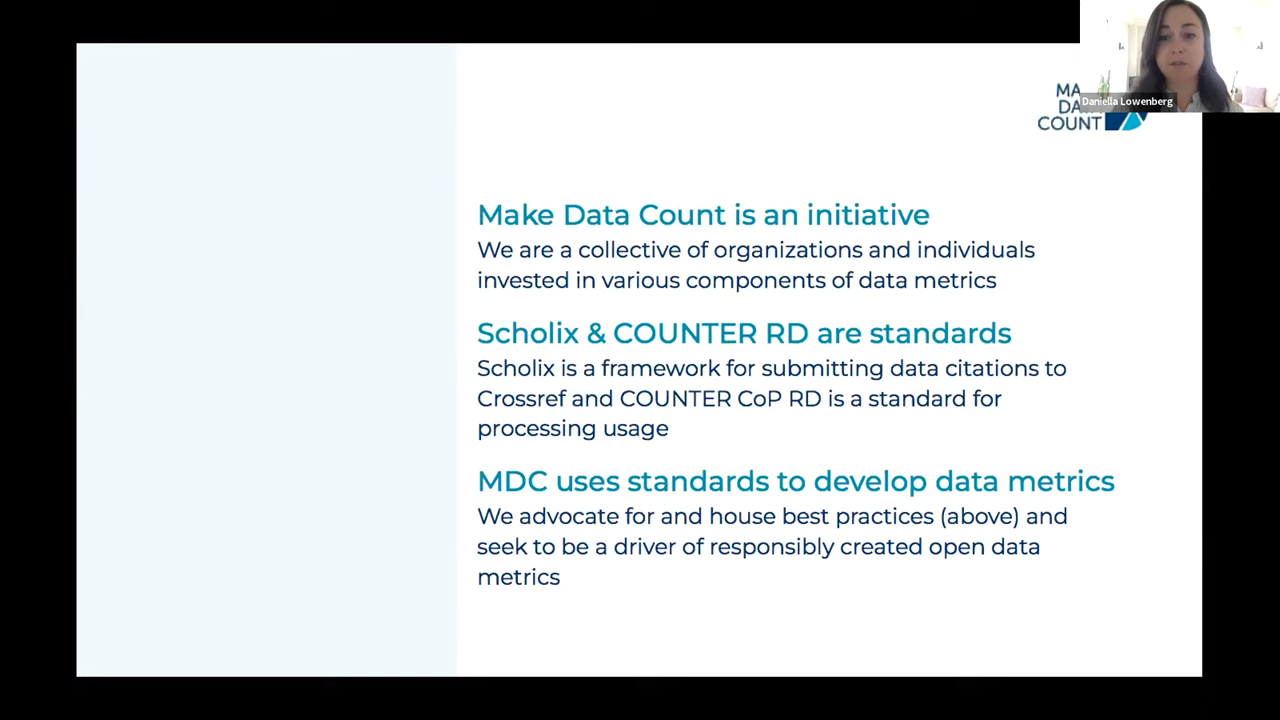 Daniella Lowenberg
COUNT
Make Data Count is an initiative
We are a collective of organizations and individuals
invested in various components of data metrics
Scholix & COUNTER RD are standards
Scholix is a framework for submitting data citations to
Crossref and COUNTER CoP RD is a standard for
processing usage
MDC uses standards to develop data metrics
We advocate for and house best practices (above) and
seek to be a driver of responsibly created open data
metrics